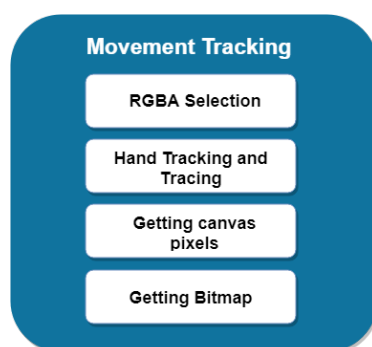 Movement Tracking
RGBA Selection
Hand Tracking and
Tracing
Getting canvas
pixels
Getting Bitmap